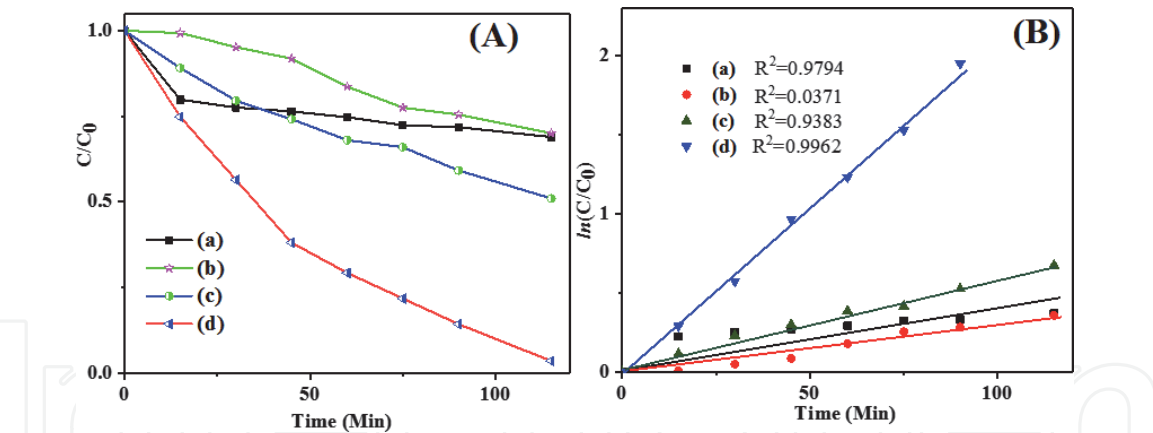 (A)
1.0
0.5
0.0
C/C0
(a)
(b)
(c)
(d)
0
50
100
Time (Min)
(B)
2
1
0
ln(C/C0)
(a) R2=0.9794
(b) R2=0.0371
(c) R2=0.9383
(d) R2=0.9962
0
50
100
Time (Min)